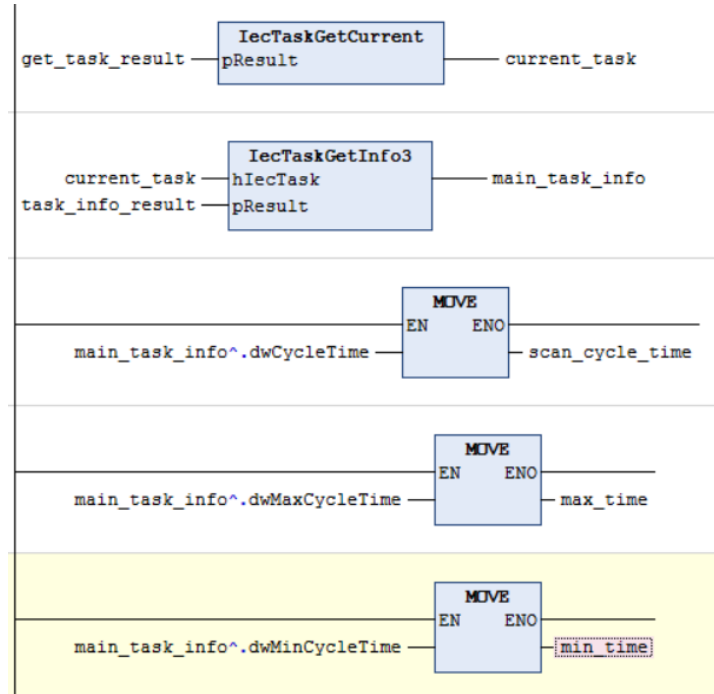 IecTaskGetCurrent
get_task_result pResult current_task
IecTaskGetInfo3
current_task hIecTask main_task_info
task_info_result pResult
MOVE
EN ENO
main_task_info^.dwCycleTime scan_cycle_time
MOVE
EN ENO
main_task_info^.dwMaxCycleTime max_time
MOVE
EN ENO
main_task_info^.dwMinCycleTime min_time